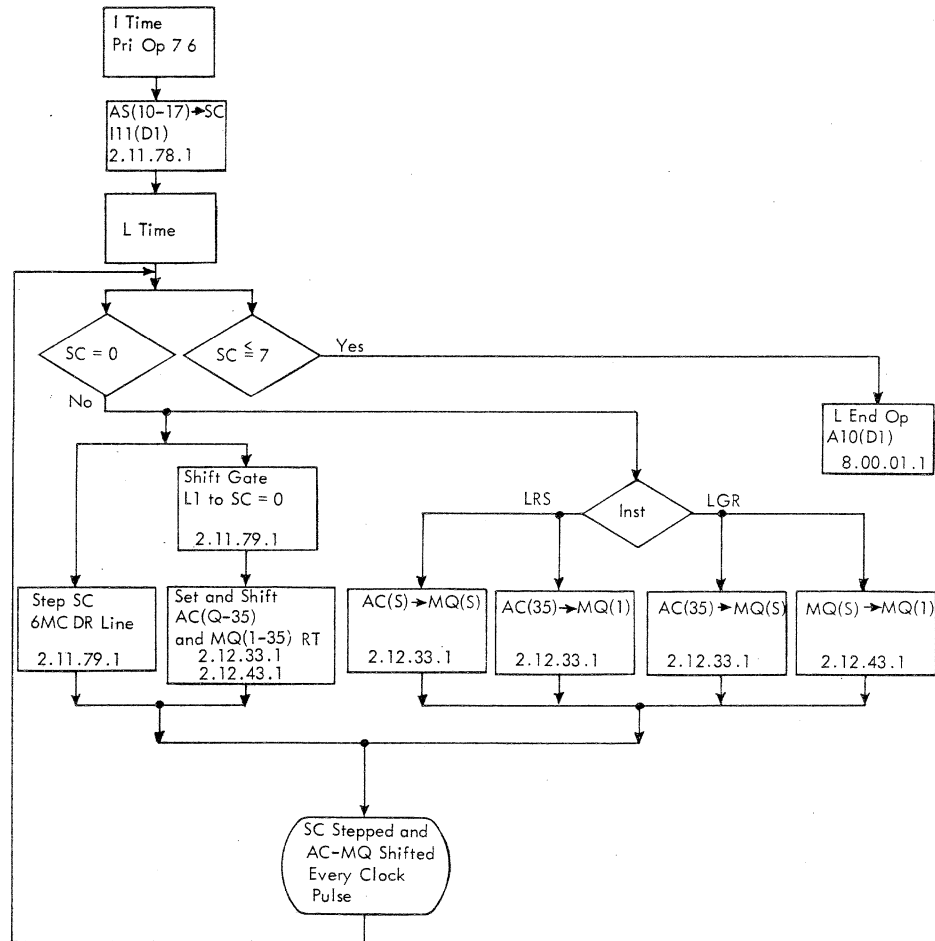 I Time
Pri Op 7 6
AS(10-17)→SC
I11(D1)
2.11.78.1
L Time
SC = 0
SC ≦ 7
Yes
No
L End Op
A10(D1)
8.00.01.1
Shift Gate
L1 to SC = 0
2.11.79.1
LRS
Inst
LGR
Step SC
6MC DR Line
2.11.79.1
Set and Shift
AC(Q-35)
and MQ(1-35) RT
2.12.33.1
2.12.43.1
AC(S)→MQ(S)
2.12.33.1
AC(35)→MQ(1)
2.12.33.1
AC(35)→MQ(S)
2.12.33.1
MQ(S)→MQ(1)
2.12.43.1
SC Stepped and
AC-MQ Shifted
Every Clock
Pulse